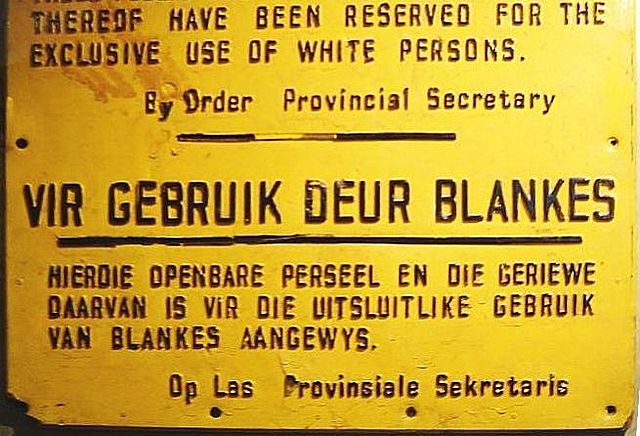 THEREOF HAVE BEEN RESERVED FOR THE
EXCLUSIVE USE OF WHITE PERSONS.
By Order Provincial Secretary
VIR GEBRUIK DEUR BLANKES
HIERDIE OPENBARE PERSEEL EN DIE GERIEWE
DAARVAN IS VIR DIE UITSLUITLIKE GEBRUIK
VAN BLANKES AANGEWYS.
Op Las Provinsiale Sekretaris